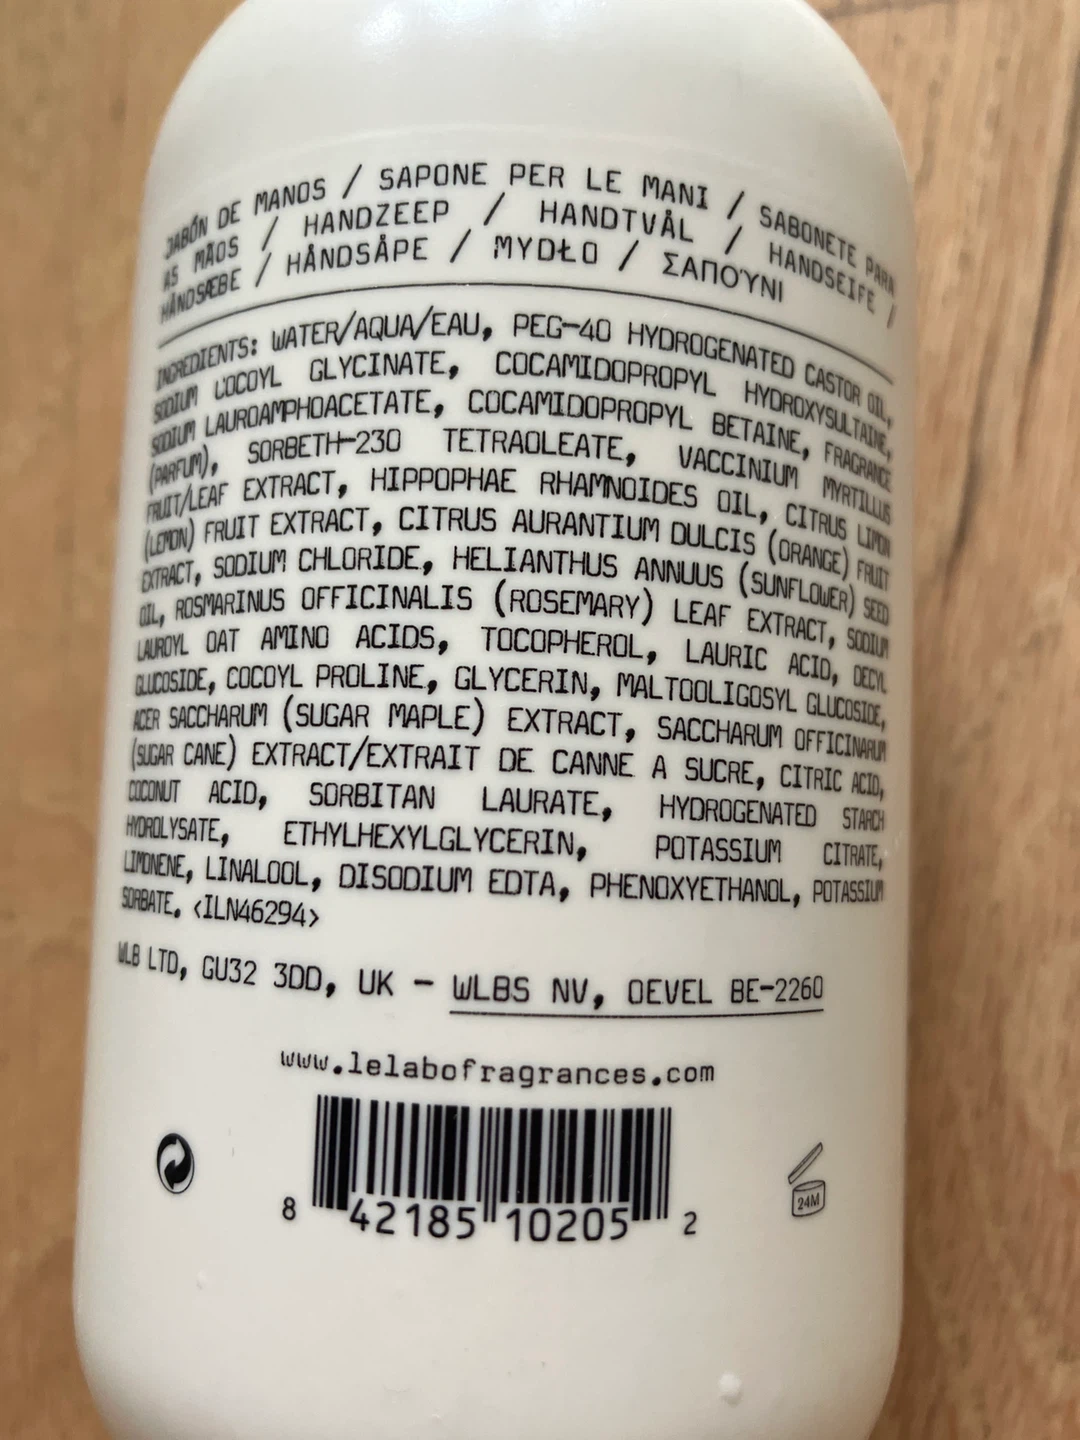 JABÓN DE MANOS / SAPONE PER LE MANI / SABONETE PARA
AS MÃOS / HANDZEEP / HANDTVÅL / HANDSEIFE /
HÅNDSÆBE / HÅNDSÅPE / MYDŁO / ΣΑΠΟΎΝΙ
INGREDIENTS: WATER/AQUA/EAU, PEG-40 HYDROGENATED CASTOR OIL,
SODIUM COCOYL GLYCINATE, COCAMIDOPROPYL HYDROXYSULTAINE,
SODIUM LAUROAMPHOACETATE, COCAMIDOPROPYL BETAINE, FRAGRANCE
(PARFUM), SORBETH-230 TETRAOLEATE, VACCINIUM MYRTILLUS
FRUIT/LEAF EXTRACT, HIPPOPHAE RHAMNOIDES OIL, CITRUS LIMON
(LEMON) FRUIT EXTRACT, CITRUS AURANTIUM DULCIS (ORANGE) FRUIT
EXTRACT, SODIUM CHLORIDE, HELIANTHUS ANNUUS (SUNFLOWER) SEED
OIL, ROSMARINUS OFFICINALIS (ROSEMARY) LEAF EXTRACT, SODIUM
LAUROYL OAT AMINO ACIDS, TOCOPHEROL, LAURIC ACID, DECYL
GLUCOSIDE, COCOYL PROLINE, GLYCERIN, MALTOOLIGOSYL GLUCOSIDE,
ACER SACCHARUM (SUGAR MAPLE) EXTRACT, SACCHARUM OFFICINARUM
(SUGAR CANE) EXTRACT/EXTRAIT DE CANNE A SUCRE, CITRIC ACID,
COCONUT ACID, SORBITAN LAURATE, HYDROGENATED STARCH
HYDROLYSATE, ETHYLHEXYLGLYCERIN, POTASSIUM CITRATE,
LIMONENE, LINALOOL, DISODIUM EDTA, PHENOXYETHANOL, POTASSIUM
SORBATE, <ILN46294>
WLB LTD, GU32 3DD, UK - WLBS NV, OEVEL BE-2260
www.lelabofragrances.com
24M
8 42185 10205 2